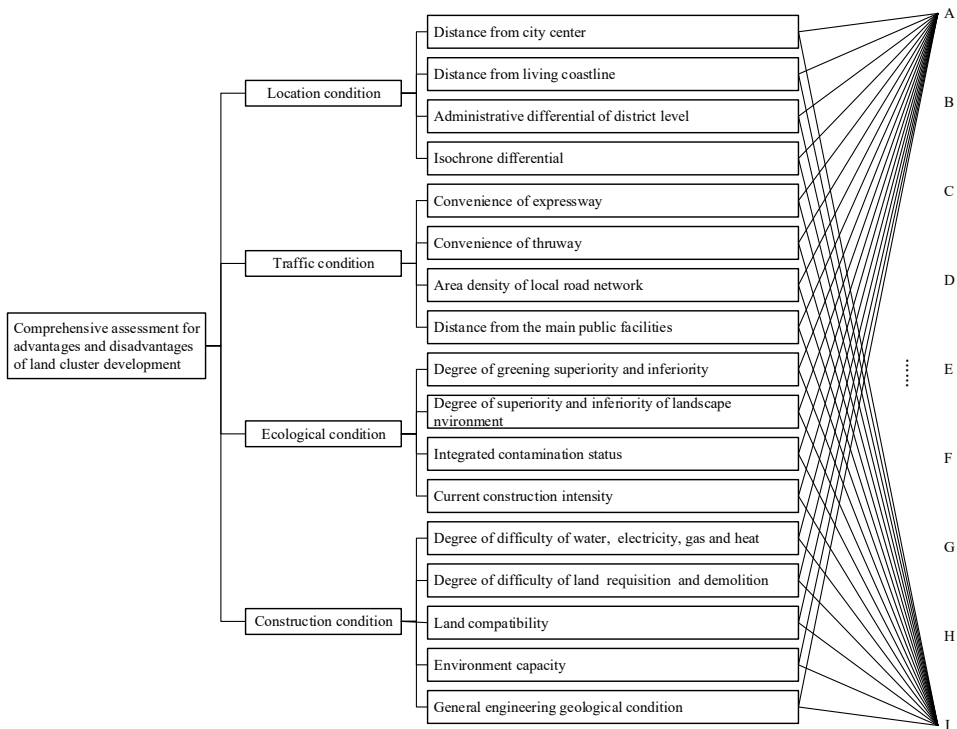 Comprehensive assessment for
advantages and disadvantages
of land cluster development
Location condition
Traffic condition
Ecological condition
Construction condition
Distance from city center
Distance from living coastline
Administrative differential of district level
Isochrone differential
Convenience of expressway
Convenience of thruway
Area density of local road network
Distance from the main public facilities
Degree of greening superiority and inferiority
Degree of superiority and inferiority of landscape
nvironment
Integrated contamination status
Current construction intensity
Degree of difficulty of water, electricity, gas and heat
Degree of difficulty of land requisition and demolition
Land compatibility
Environment capacity
General engineering geological condition
A
B
C
D
E
......
F
G
H
I